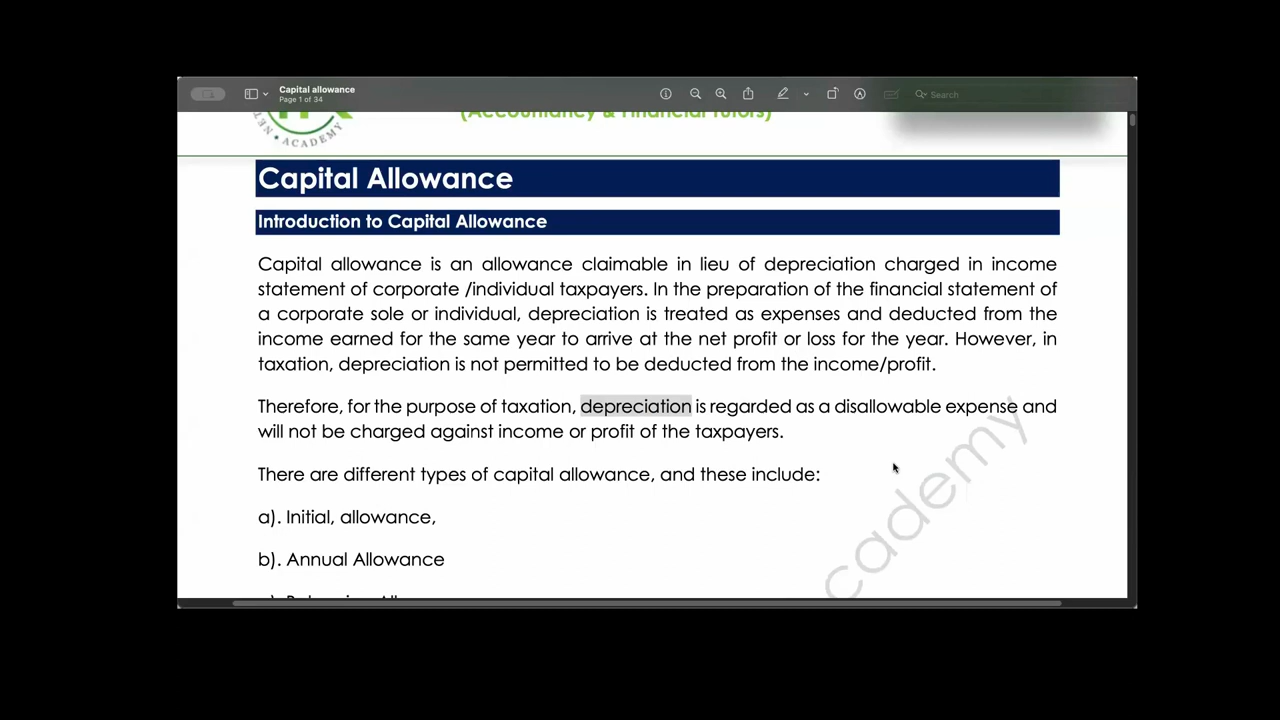 Capital allowance
Page 1 of 34
Search
(Accountancy & Financial Tutors)
ACADEMY
Capital Allowance
Introduction to Capital Allowance
Capital allowance is an allowance claimable in lieu of depreciation charged in income
statement of corporate /individual taxpayers. In the preparation of the financial statement of
a corporate sole or individual, depreciation is treated as expenses and deducted from the
income earned for the same year to arrive at the net profit or loss for the year. However, in
taxation, depreciation is not permitted to be deducted from the income/profit.
Therefore, for the purpose of taxation, depreciation is regarded as a disallowable expense and
will not be charged against income or profit of the taxpayers.
There are different types of capital allowance, and these include:
a). Initial, allowance,
b). Annual Allowance
cademy